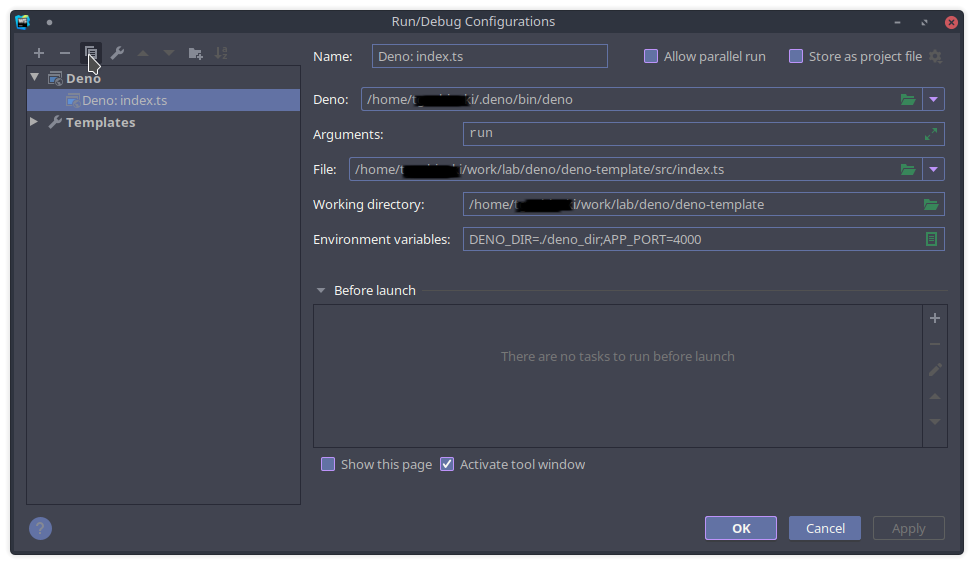 Run/Debug Configurations
Name: Deno: index.ts Allow parallel run Store as project file
Deno
Deno: index.ts
Templates
Deno: /home/ /.deno/bin/deno
Arguments: run
File: /home/ /work/lab/deno/deno-template/src/index.ts
Working directory: /home/ /work/lab/deno/deno-template
Environment variables: DENO_DIR=./deno_dir;APP_PORT=4000
Before launch
There are no tasks to run before launch
Show this page Activate tool window
? OK Cancel Apply